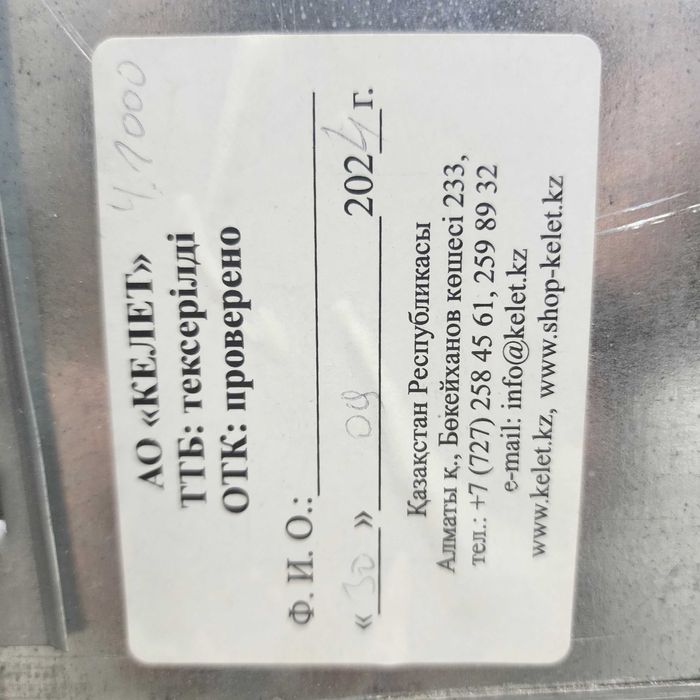 4.1000
АО «КЕЛЕТ»
ТТБ: тексерілді
ОТК: проверено
Ф. И. О.:
« 30 » 09 2024 г.
Қазақстан Республикасы
Алматы қ., Бөкейханов көшесі 233,
тел.: +7 (727) 258 45 61, 259 89 32
e-mail: info@kelet.kz
www.kelet.kz, www.shop-kelet.kz